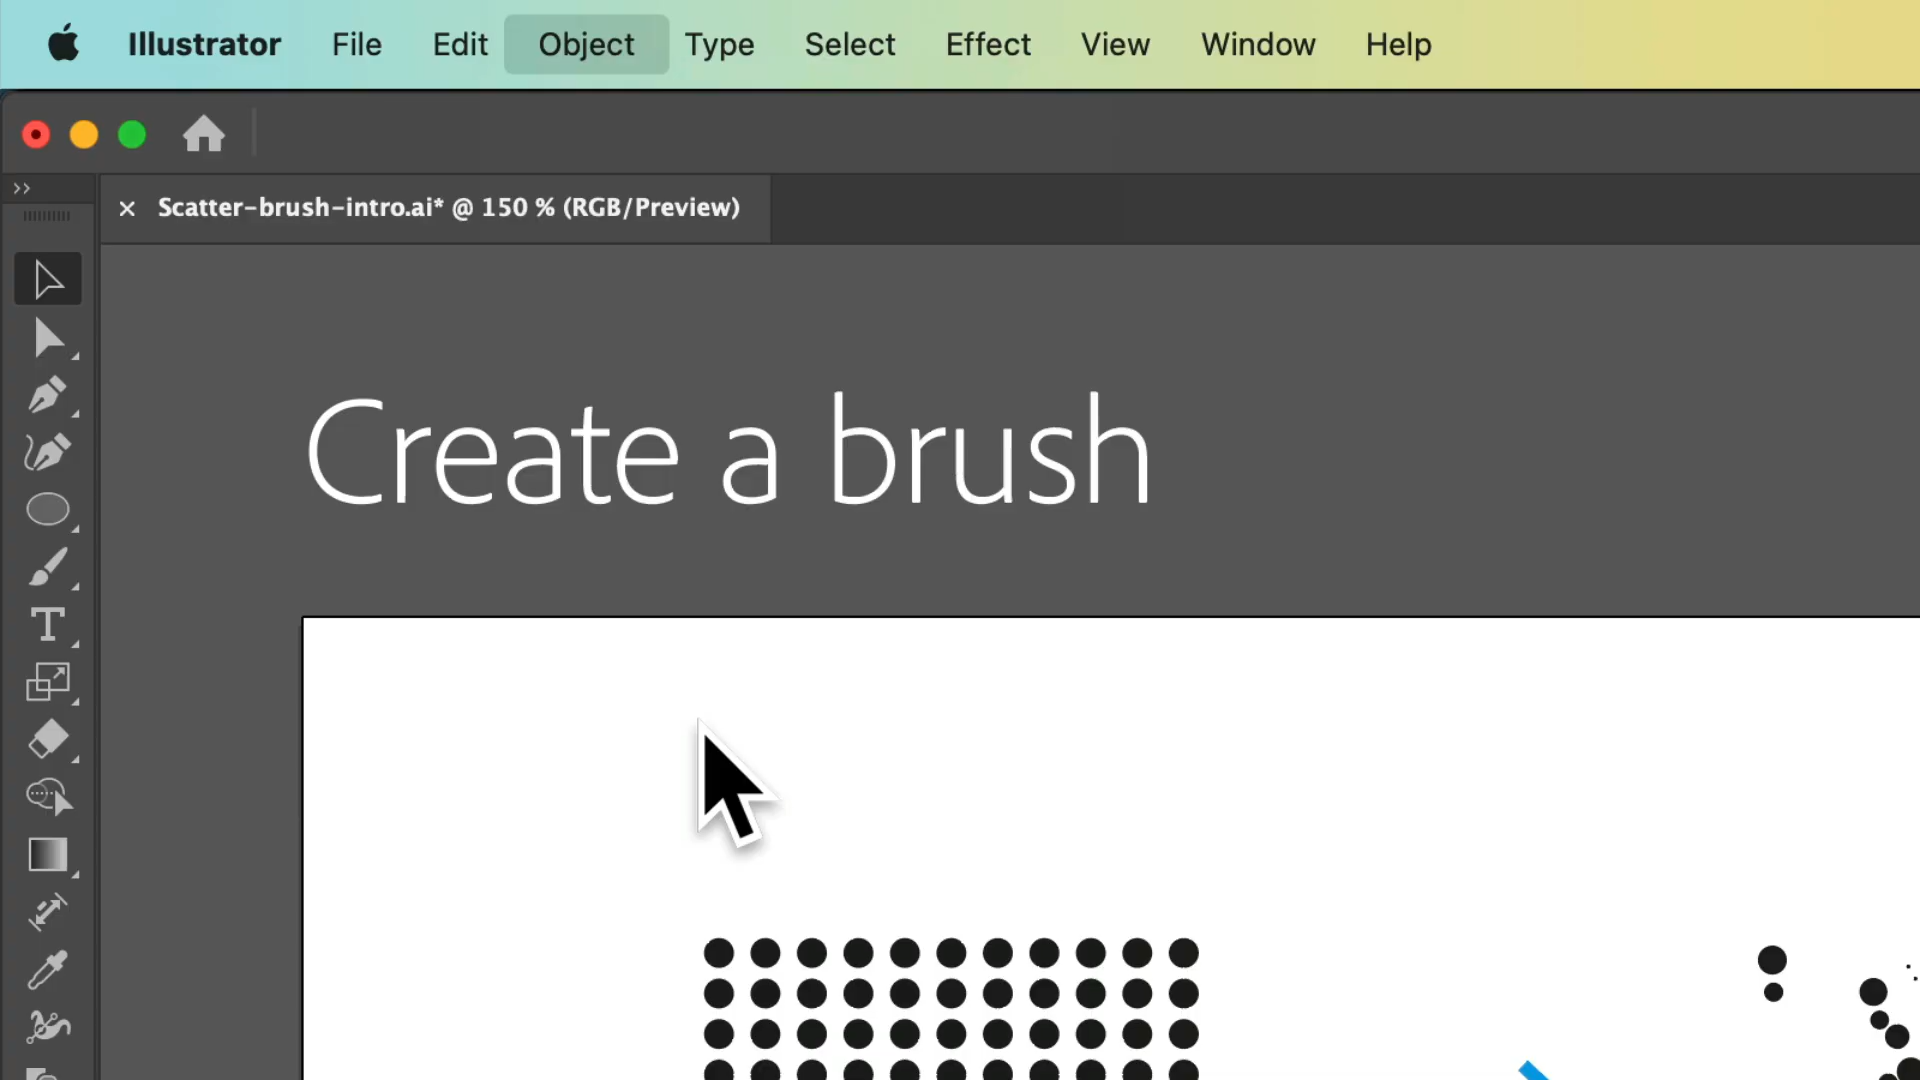 Illustrator File Edit Object Type Select Effect View Window Help
Scatter-brush-intro.ai* @ 150 % (RGB/Preview)
Create a brush